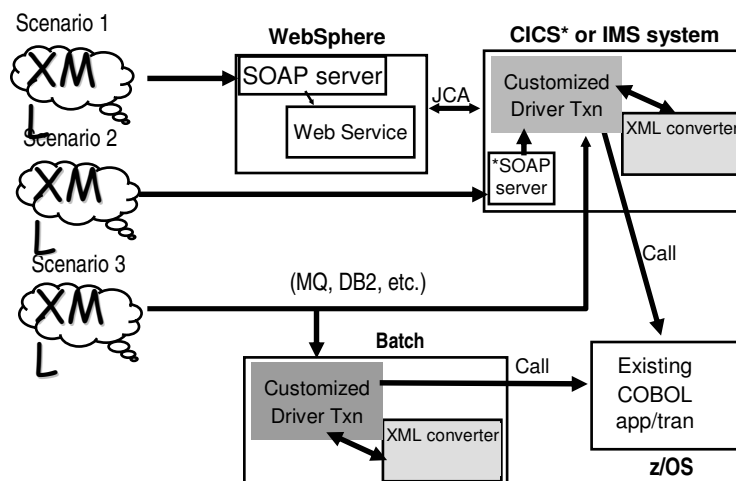 Scenario 1
XM
L
WebSphere
SOAP server
Web Service
JCA
CICS* or IMS system
Customized
Driver Txn
XML converter
*SOAP
server
Scenario 2
XM
L
Call
Scenario 3
XM
L
(MQ, DB2, etc.)
Batch
Customized
Driver Txn
XML converter
Call
Existing
COBOL
app/tran
z/OS